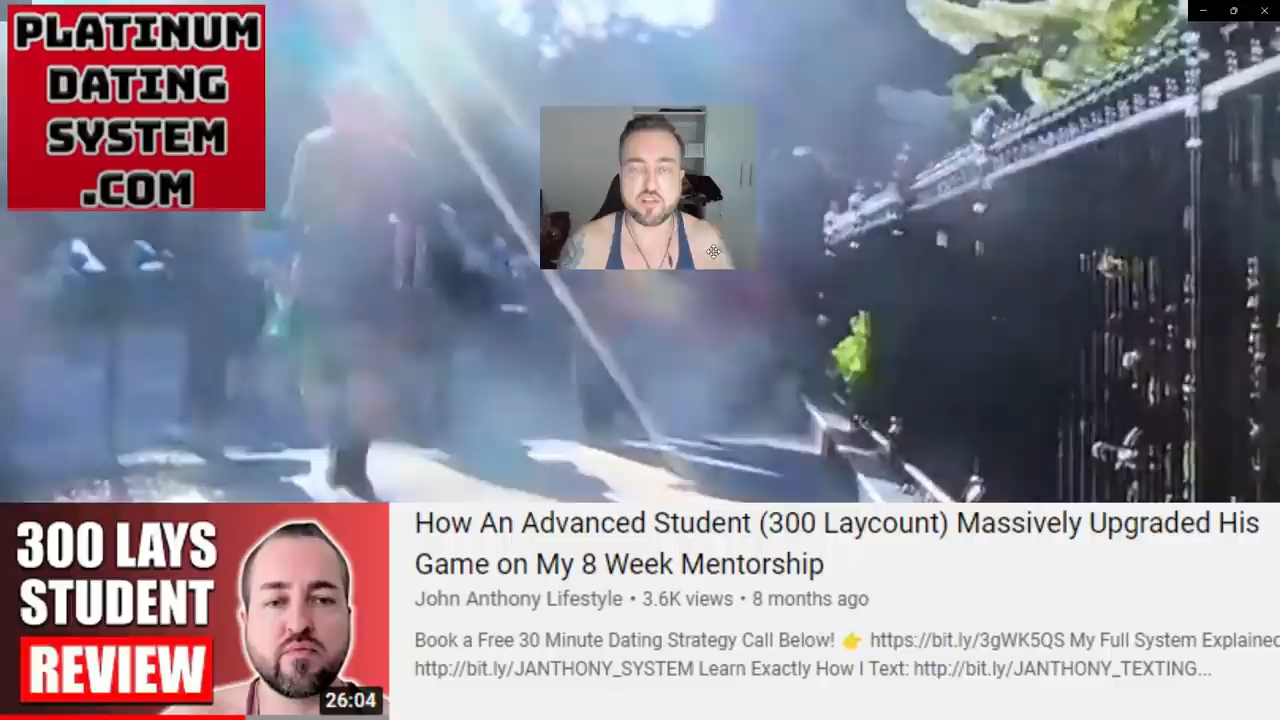 PLATINUM
DATING
SYSTEM
.COM
300 LAYS
STUDENT
REVIEW
26:04
How An Advanced Student (300 Laycount) Massively Upgraded His
Game on My 8 Week Mentorship
John Anthony Lifestyle • 3.6K views • 8 months ago
Book a Free 30 Minute Dating Strategy Call Below! 👉 https://bit.ly/3gWK5QS My Full System Explained
http://bit.ly/JANTHONY_SYSTEM Learn Exactly How I Text: http://bit.ly/JANTHONY_TEXTING...